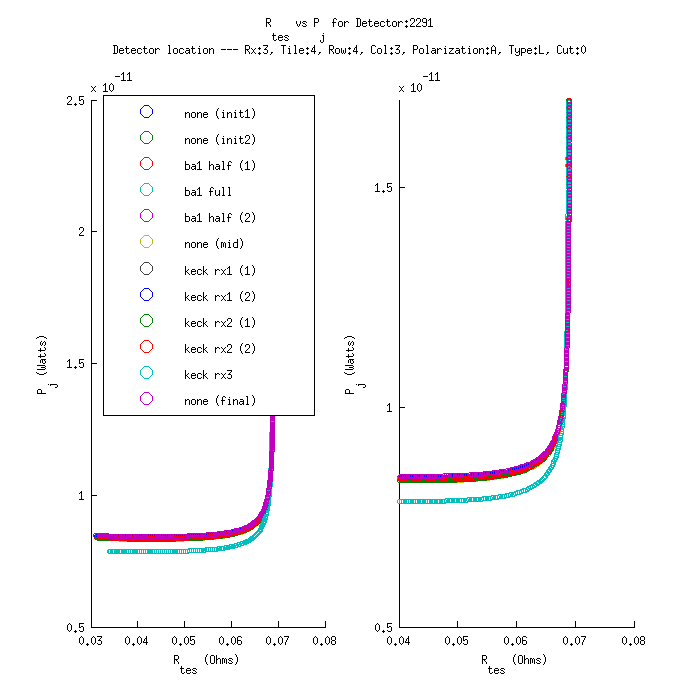 R tes vs P j for Detector:2291
Detector location --- Rx:3, Tile:4, Row:4, Col:3, Polarization:A, Type:L, Cut:0
x 10^-11
2.5
2
1.5
1
0.5
0.03 0.04 0.05 0.06 0.07 0.08
P j (Watts)
R tes (Ohms)
none (init1)
none (init2)
ba1 half (1)
ba1 full
ba1 half (2)
none (mid)
keck rx1 (1)
keck rx1 (2)
keck rx2 (1)
keck rx2 (2)
keck rx3
none (final)
x 10^-11
1.5
1
0.5
0.04 0.05 0.06 0.07 0.08
P j (Watts)
R tes (Ohms)